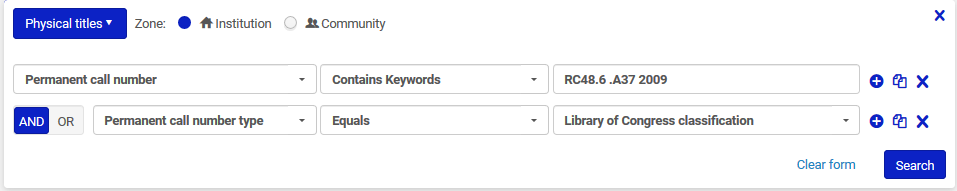 Physical titles Zone: Institution Community
Permanent call number Contains Keywords RC48.6 .A37 2009
AND OR Permanent call number type Equals Library of Congress classification
Clear form Search